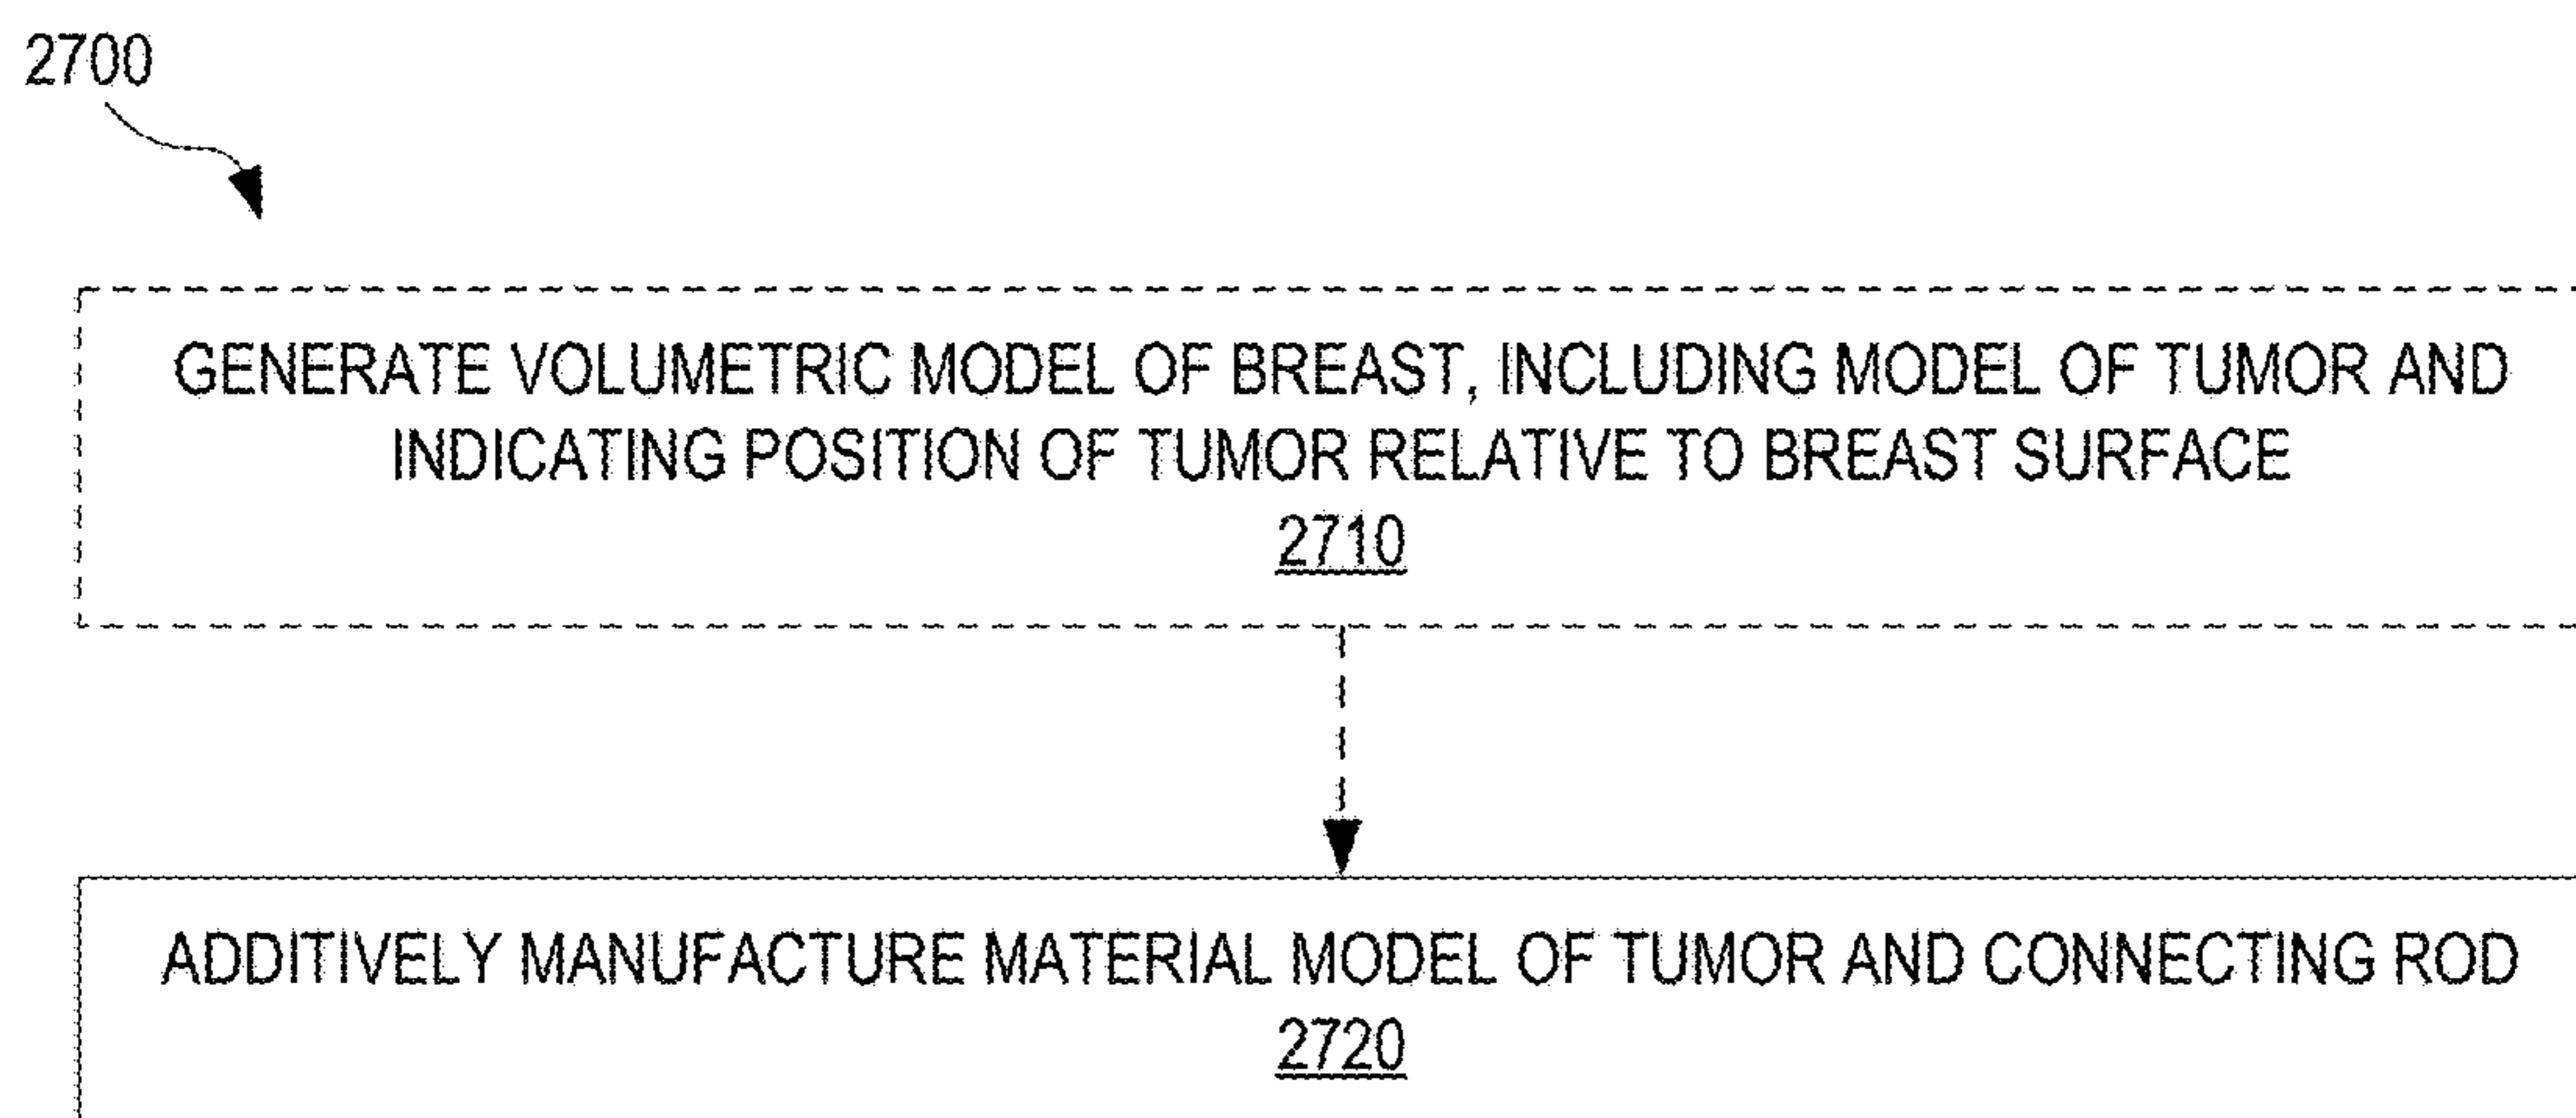 2700
GENERATE VOLUMETRIC MODEL OF BREAST, INCLUDING MODEL OF TUMOR AND
INDICATING POSITION OF TUMOR RELATIVE TO BREAST SURFACE
2710
ADDITIVELY MANUFACTURE MATERIAL MODEL OF TUMOR AND CONNECTING ROD
2720